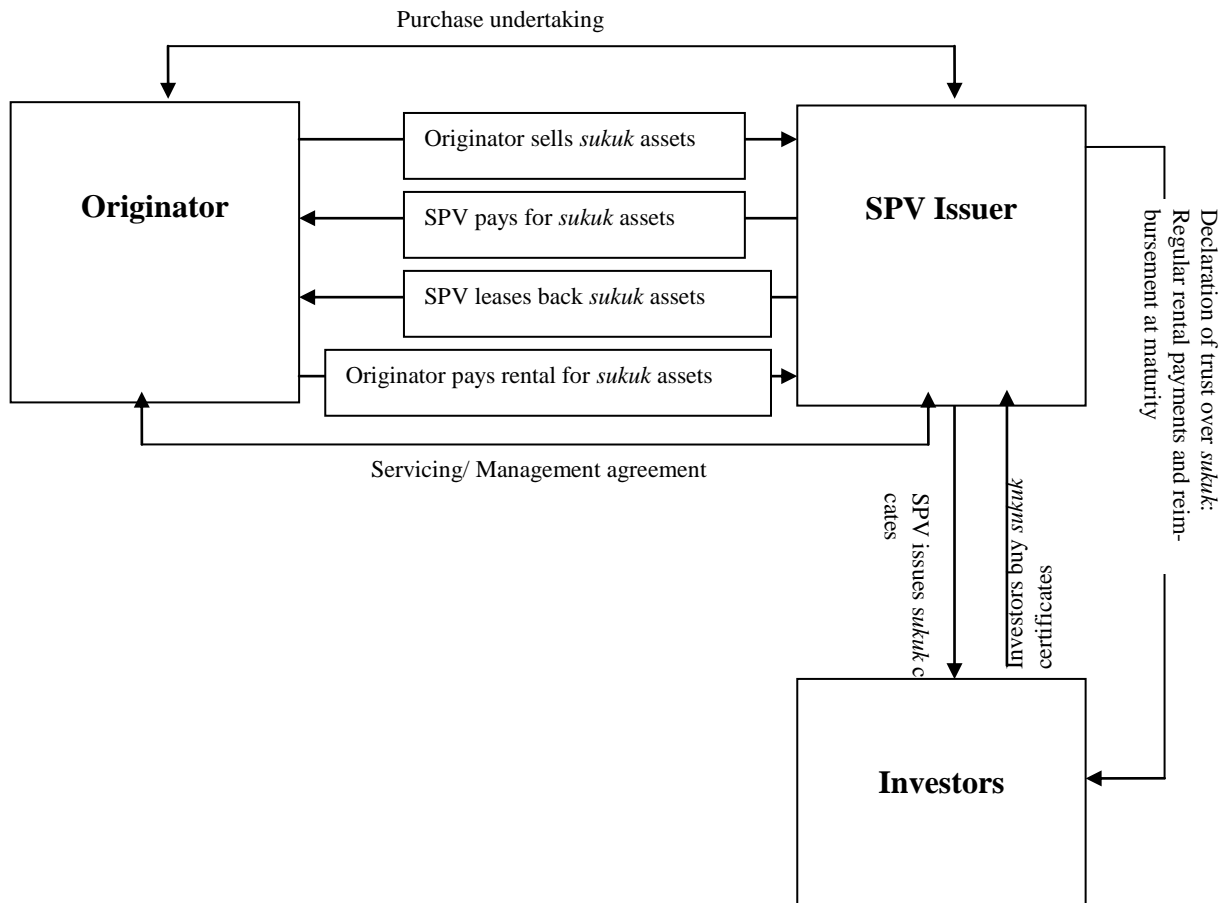 Purchase undertaking
Originator sells sukuk assets
Originator
SPV pays for sukuk assets
SPV Issuer
SPV leases back sukuk assets
Originator pays rental for sukuk assets
Servicing/ Management agreement
Declaration of trust over sukuk:
Regular rental payments and reim-
bursement at maturity
SPV issues sukuk c
cates
Investors buy sukuk
certificates
Investors